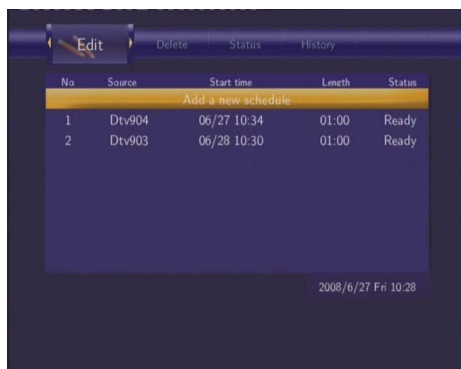 Edit Delete Status History
No Source Start time Length Status
Add a new schedule
1 Dtv904 06/27 10:34 01:00 Ready
2 Dtv903 06/28 10:30 01:00 Ready
2008/6/27 Fri 10:28